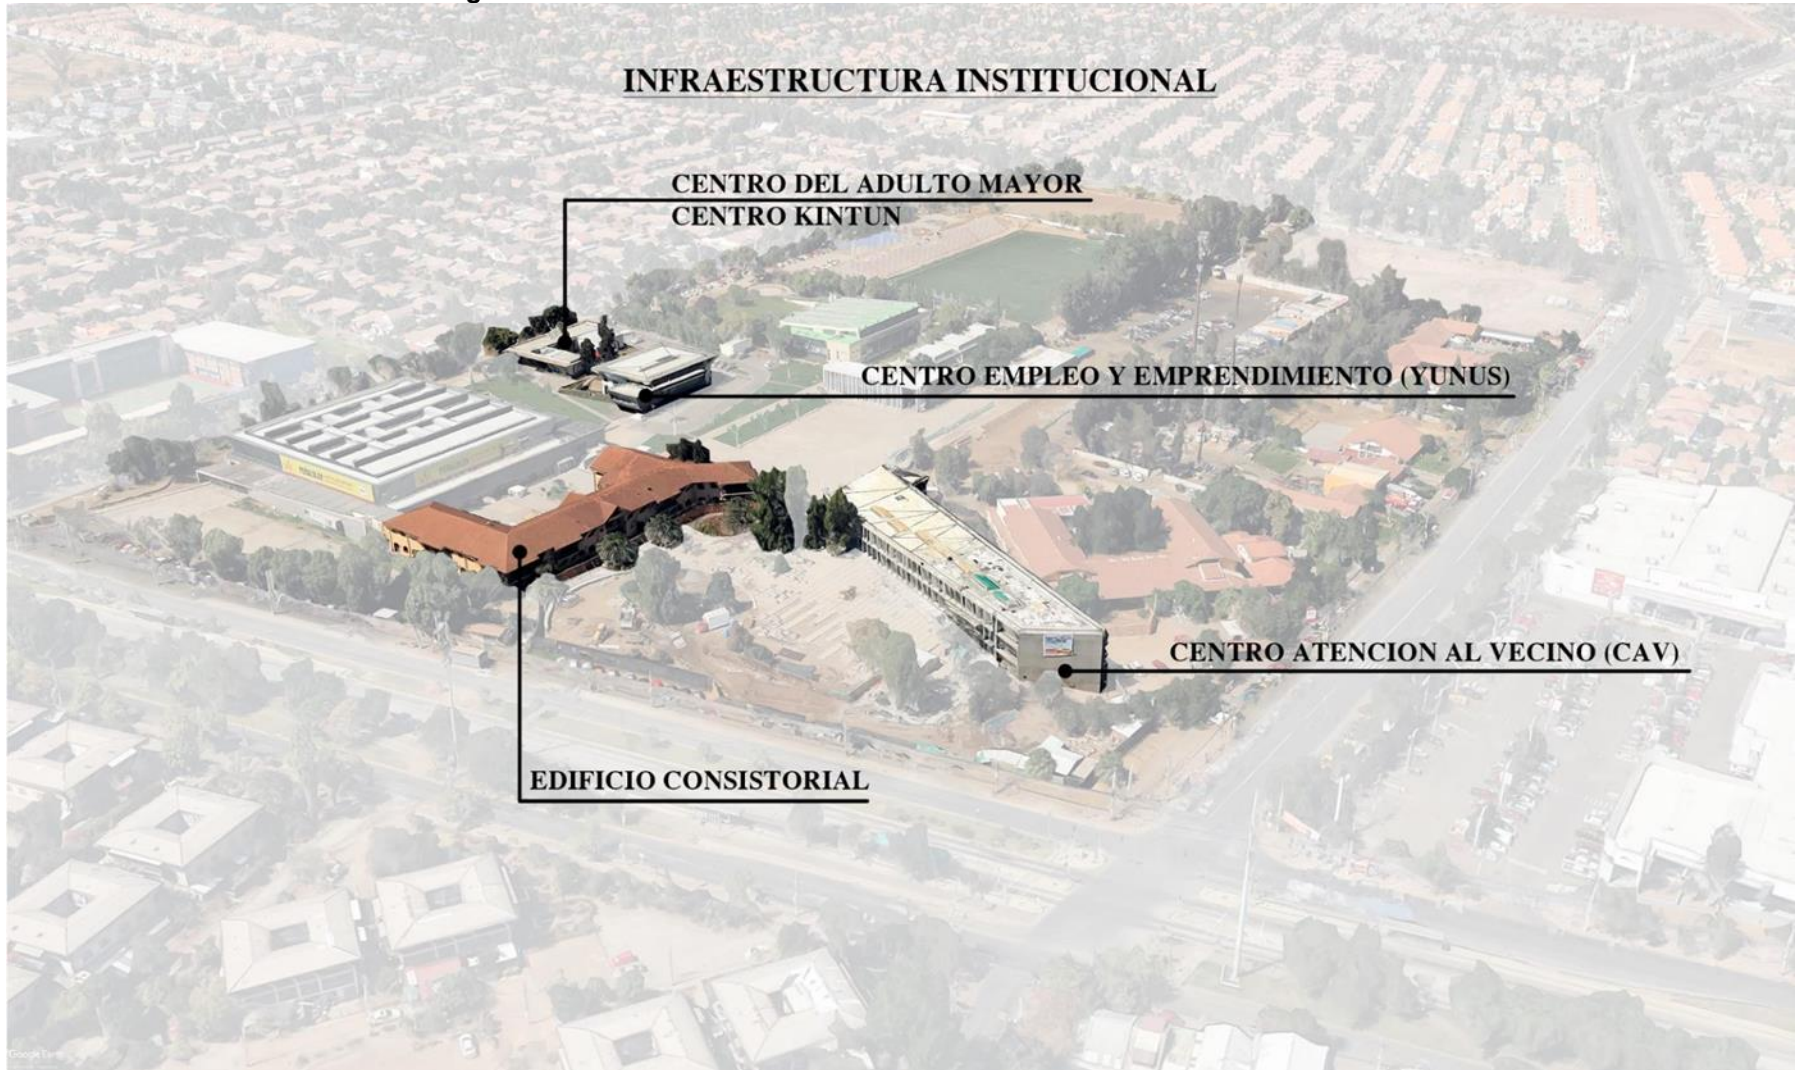 INFRAESTRUCTURA INSTITUCIONAL
CENTRO DEL ADULTO MAYOR
CENTRO KINTUN
CENTRO EMPLEO Y EMPRENDIMIENTO (YUNUS)
CENTRO ATENCION AL VECINO (CAV)
EDIFICIO CONSISTORIAL